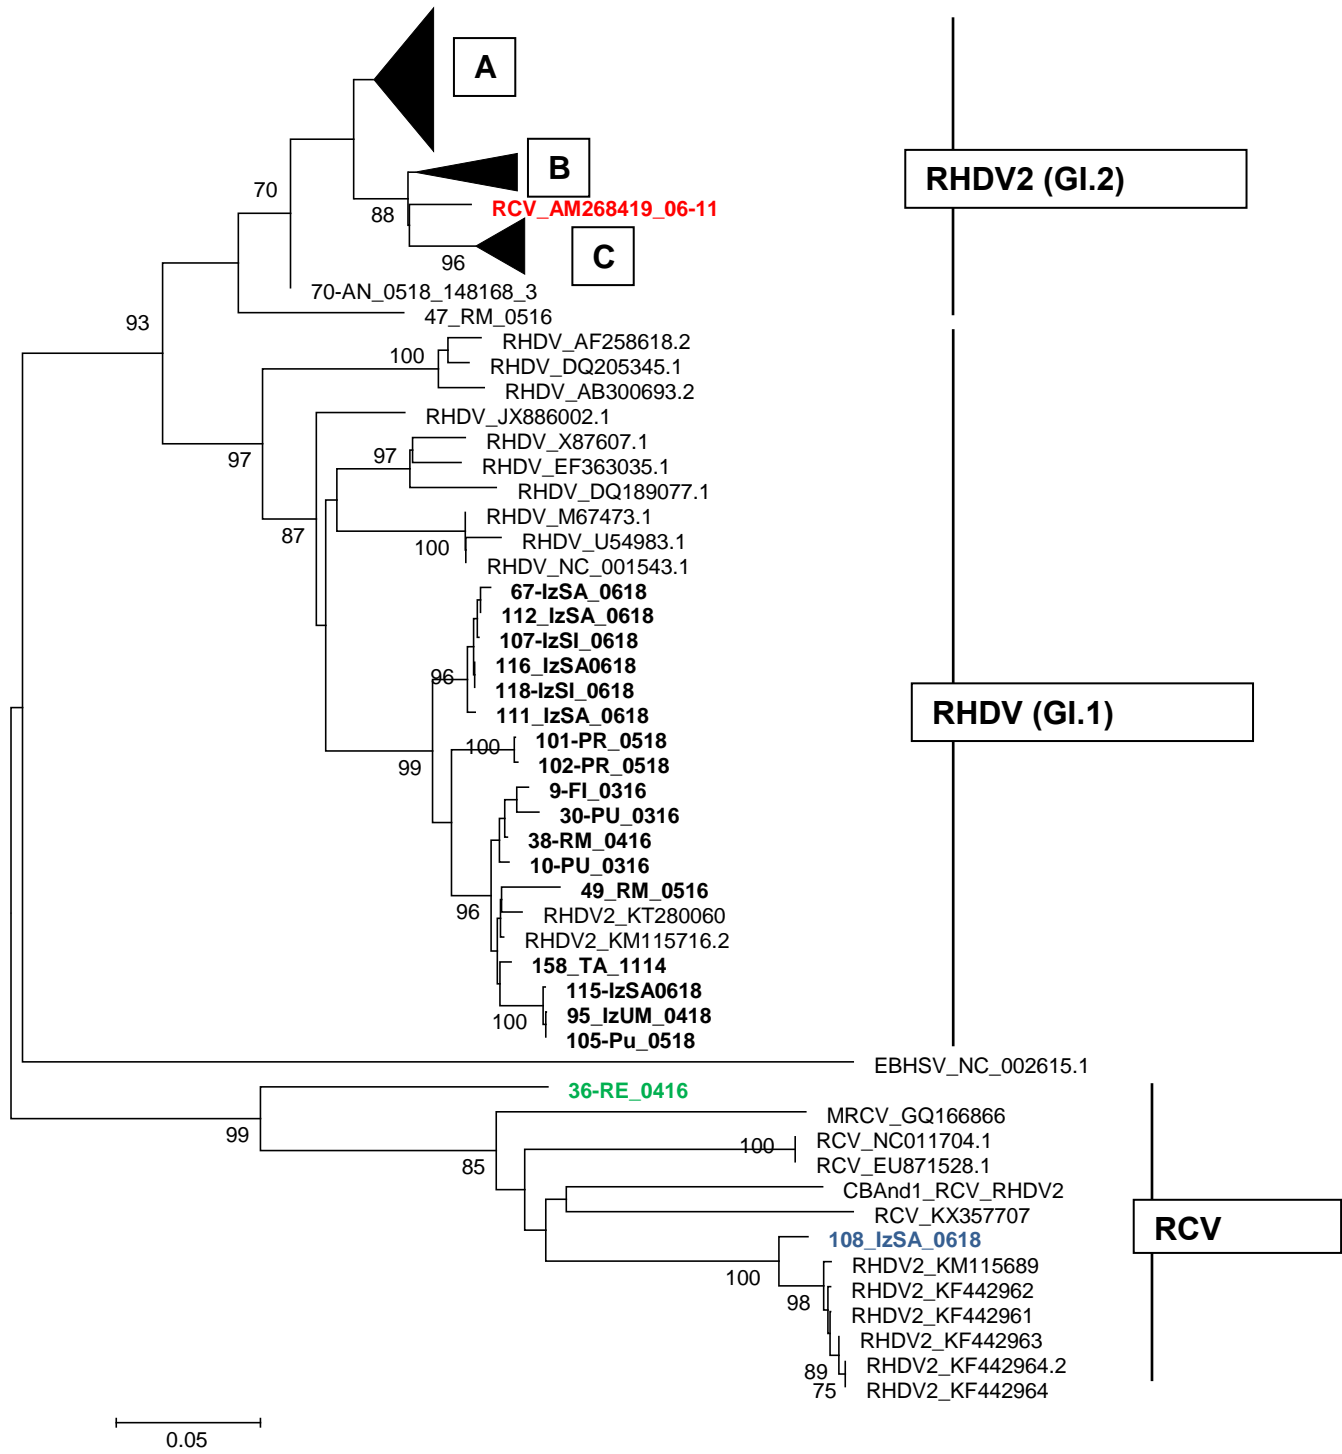 A
B
70
RHDV2 (GI.2)
88
RCV_AM268419_06-11
C
96
70-AN_0518_148168_3
93
47_RM_0516
RHDV_AF258618.2
100
RHDV_DQ205345.1
RHDV_AB300693.2
RHDV_JX886002.1
RHDV_X87607.1
97
97
RHDV_EF363035.1
RHDV_DQ189077.1
RHDV_M67473.1
87
100
RHDV_U54983.1
RHDV_NC_001543.1
67-IzSA_0618
112_IzSA_0618
107-IzSI_0618
116_IzSA0618
96
118-IzSI_0618
111_IzSA_0618
RHDV (GI.1)
100
101-PR_0518
99
102-PR_0518
9-FI_0316
30-PU_0316
38-RM_0416
10-PU_0316
49_RM_0516
96
RHDV2_KT280060
RHDV2_KM115716.2
158_TA_1114
115-IzSA0618
100
95_IzUM_0418
105-Pu_0518
EBHSV_NC_002615.1
36-RE_0416
MRCV_GQ166866
99
100
RCV_NC011704.1
85
RCV_EU871528.1
CBAnd1_RCV_RHDV2
RCV_KX357707
RCV
108_IzSA_0618
100
RHDV2_KM115689
98
RHDV2_KF442962
RHDV2_KF442961
RHDV2_KF442963
89
RHDV2_KF442964.2
75
RHDV2_KF442964
0.05